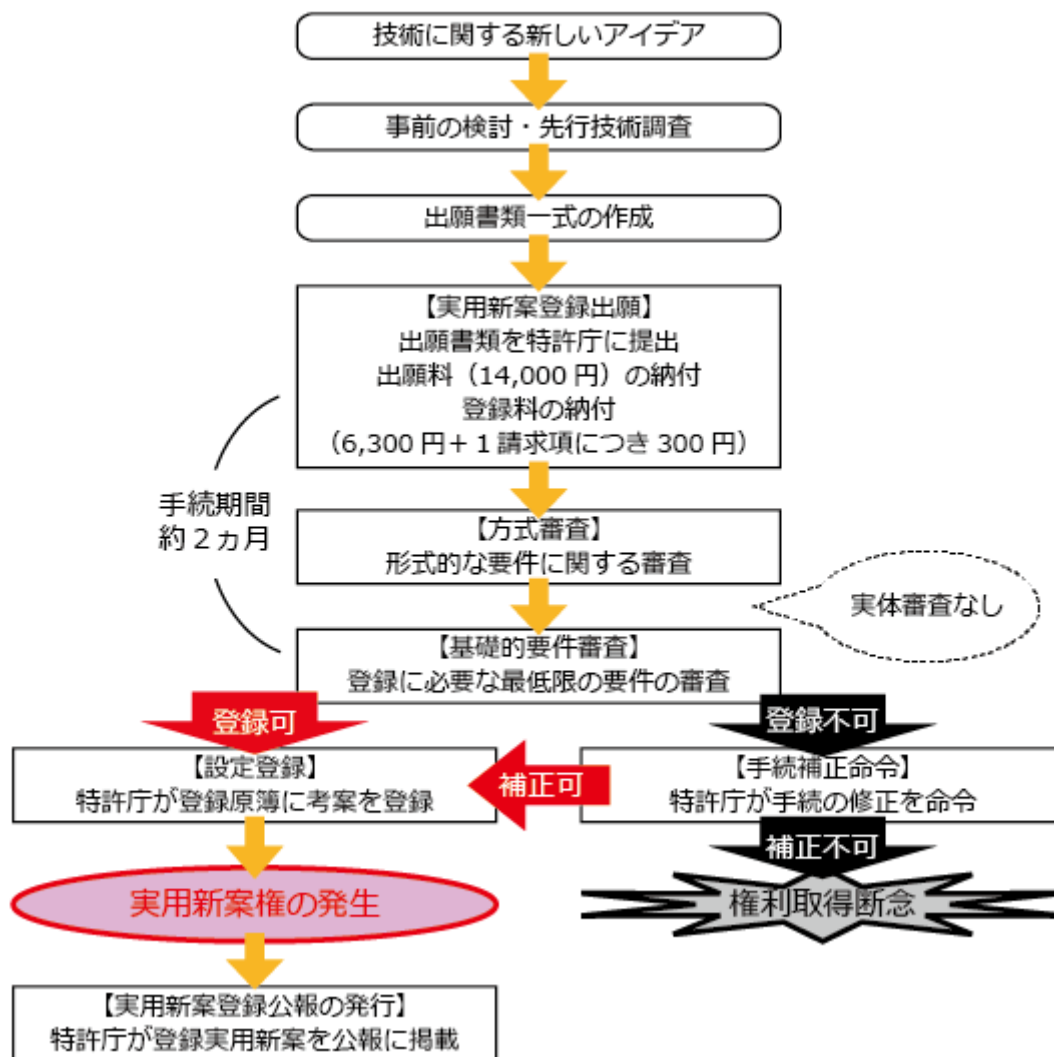 技術に関する新しいアイデア
事前の検討・先行技術調査
出願書類一式の作成
【実用新案登録出願】
出願書類を特許庁に提出
出願料（14,000 円）の納付
登録料の納付
（6,300 円＋１請求項につき 300 円）
手続期間
約２ヵ月
【方式審査】
形式的な要件に関する審査
実体審査なし
【基礎的要件審査】
登録に必要な最低限の要件の審査
登録可
登録不可
【設定登録】
特許庁が登録原簿に考案を登録
補正可
【手続補正命令】
特許庁が手続の修正を命令
補正不可
実用新案権の発生
権利取得断念
【実用新案登録公報の発行】
特許庁が登録実用新案を公報に掲載